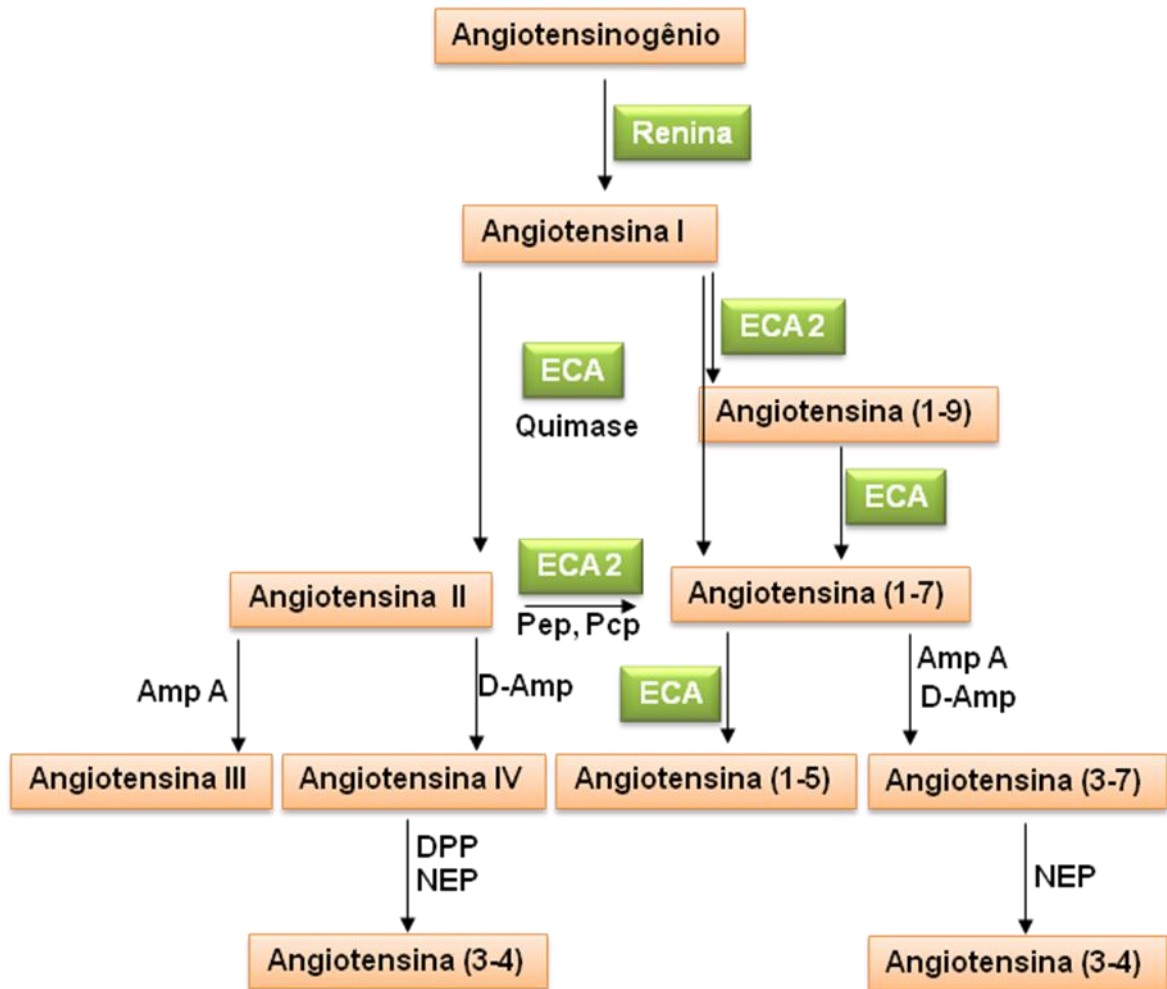 Angiotensinogênio
Renina
Angiotensina I
ECA 2
ECA
Quimase
Angiotensina (1-9)
ECA
ECA 2
Angiotensina II
Pep, Pcp
Angiotensina (1-7)
Amp A
D-Amp
ECA
Amp A
D-Amp
Angiotensina III
Angiotensina IV
Angiotensina (1-5)
Angiotensina (3-7)
DPP
NEP
NEP
Angiotensina (3-4)
Angiotensina (3-4)